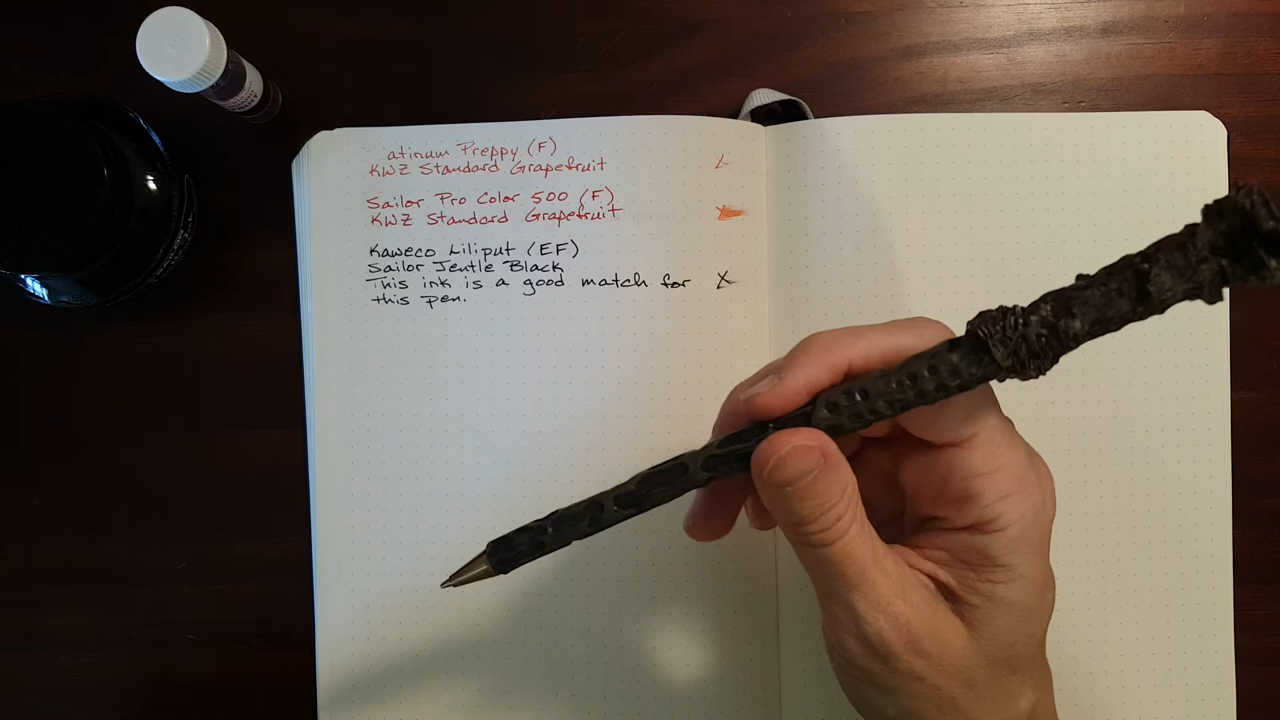 atinum Preppy (F)
KWZ Standard Grapefruit
Sailor Pro Color 500 (F)
KWZ Standard Grapefruit
Kaweco Liliput (EF)
Sailor Jentle Black
This ink is a good match for
this pen.